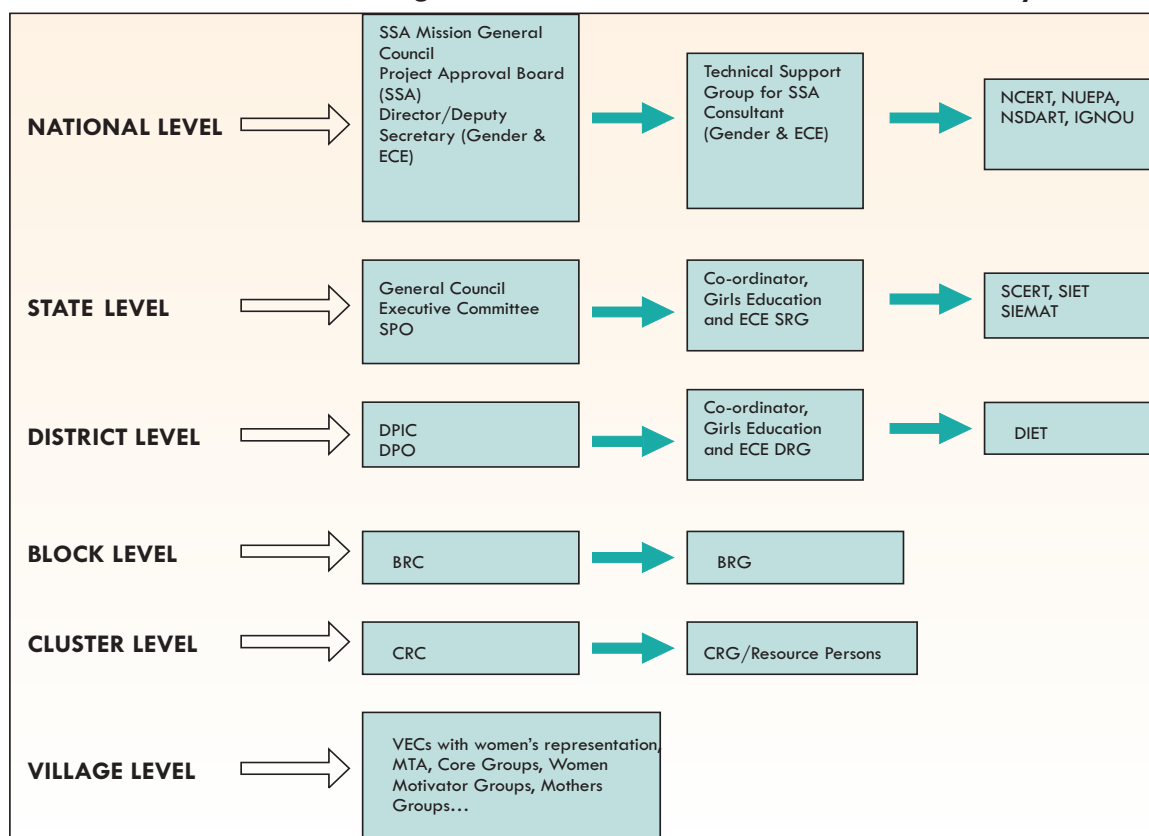 NATIONAL LEVEL
SSA Mission General
Council
Project Approval Board
(SSA)
Director/Deputy
Secretary (Gender &
ECE)
Technical Support
Group for SSA
Consultant
(Gender & ECE)
NCERT, NUEPA,
NSDART, IGNOU
STATE LEVEL
General Council
Executive Committee
SPO
Co-ordinator,
Girls Education
and ECE SRG
SCERT, SIET
SIEMAT
DISTRICT LEVEL
DPIC
DPO
Co-ordinator,
Girls Education
and ECE DRG
DIET
BLOCK LEVEL
BRC
BRG
CLUSTER LEVEL
CRC
CRG/Resource Persons
VILLAGE LEVEL
VECs with women's representation,
MTA, Core Groups, Women
Motivator Groups, Mothers
Groups...